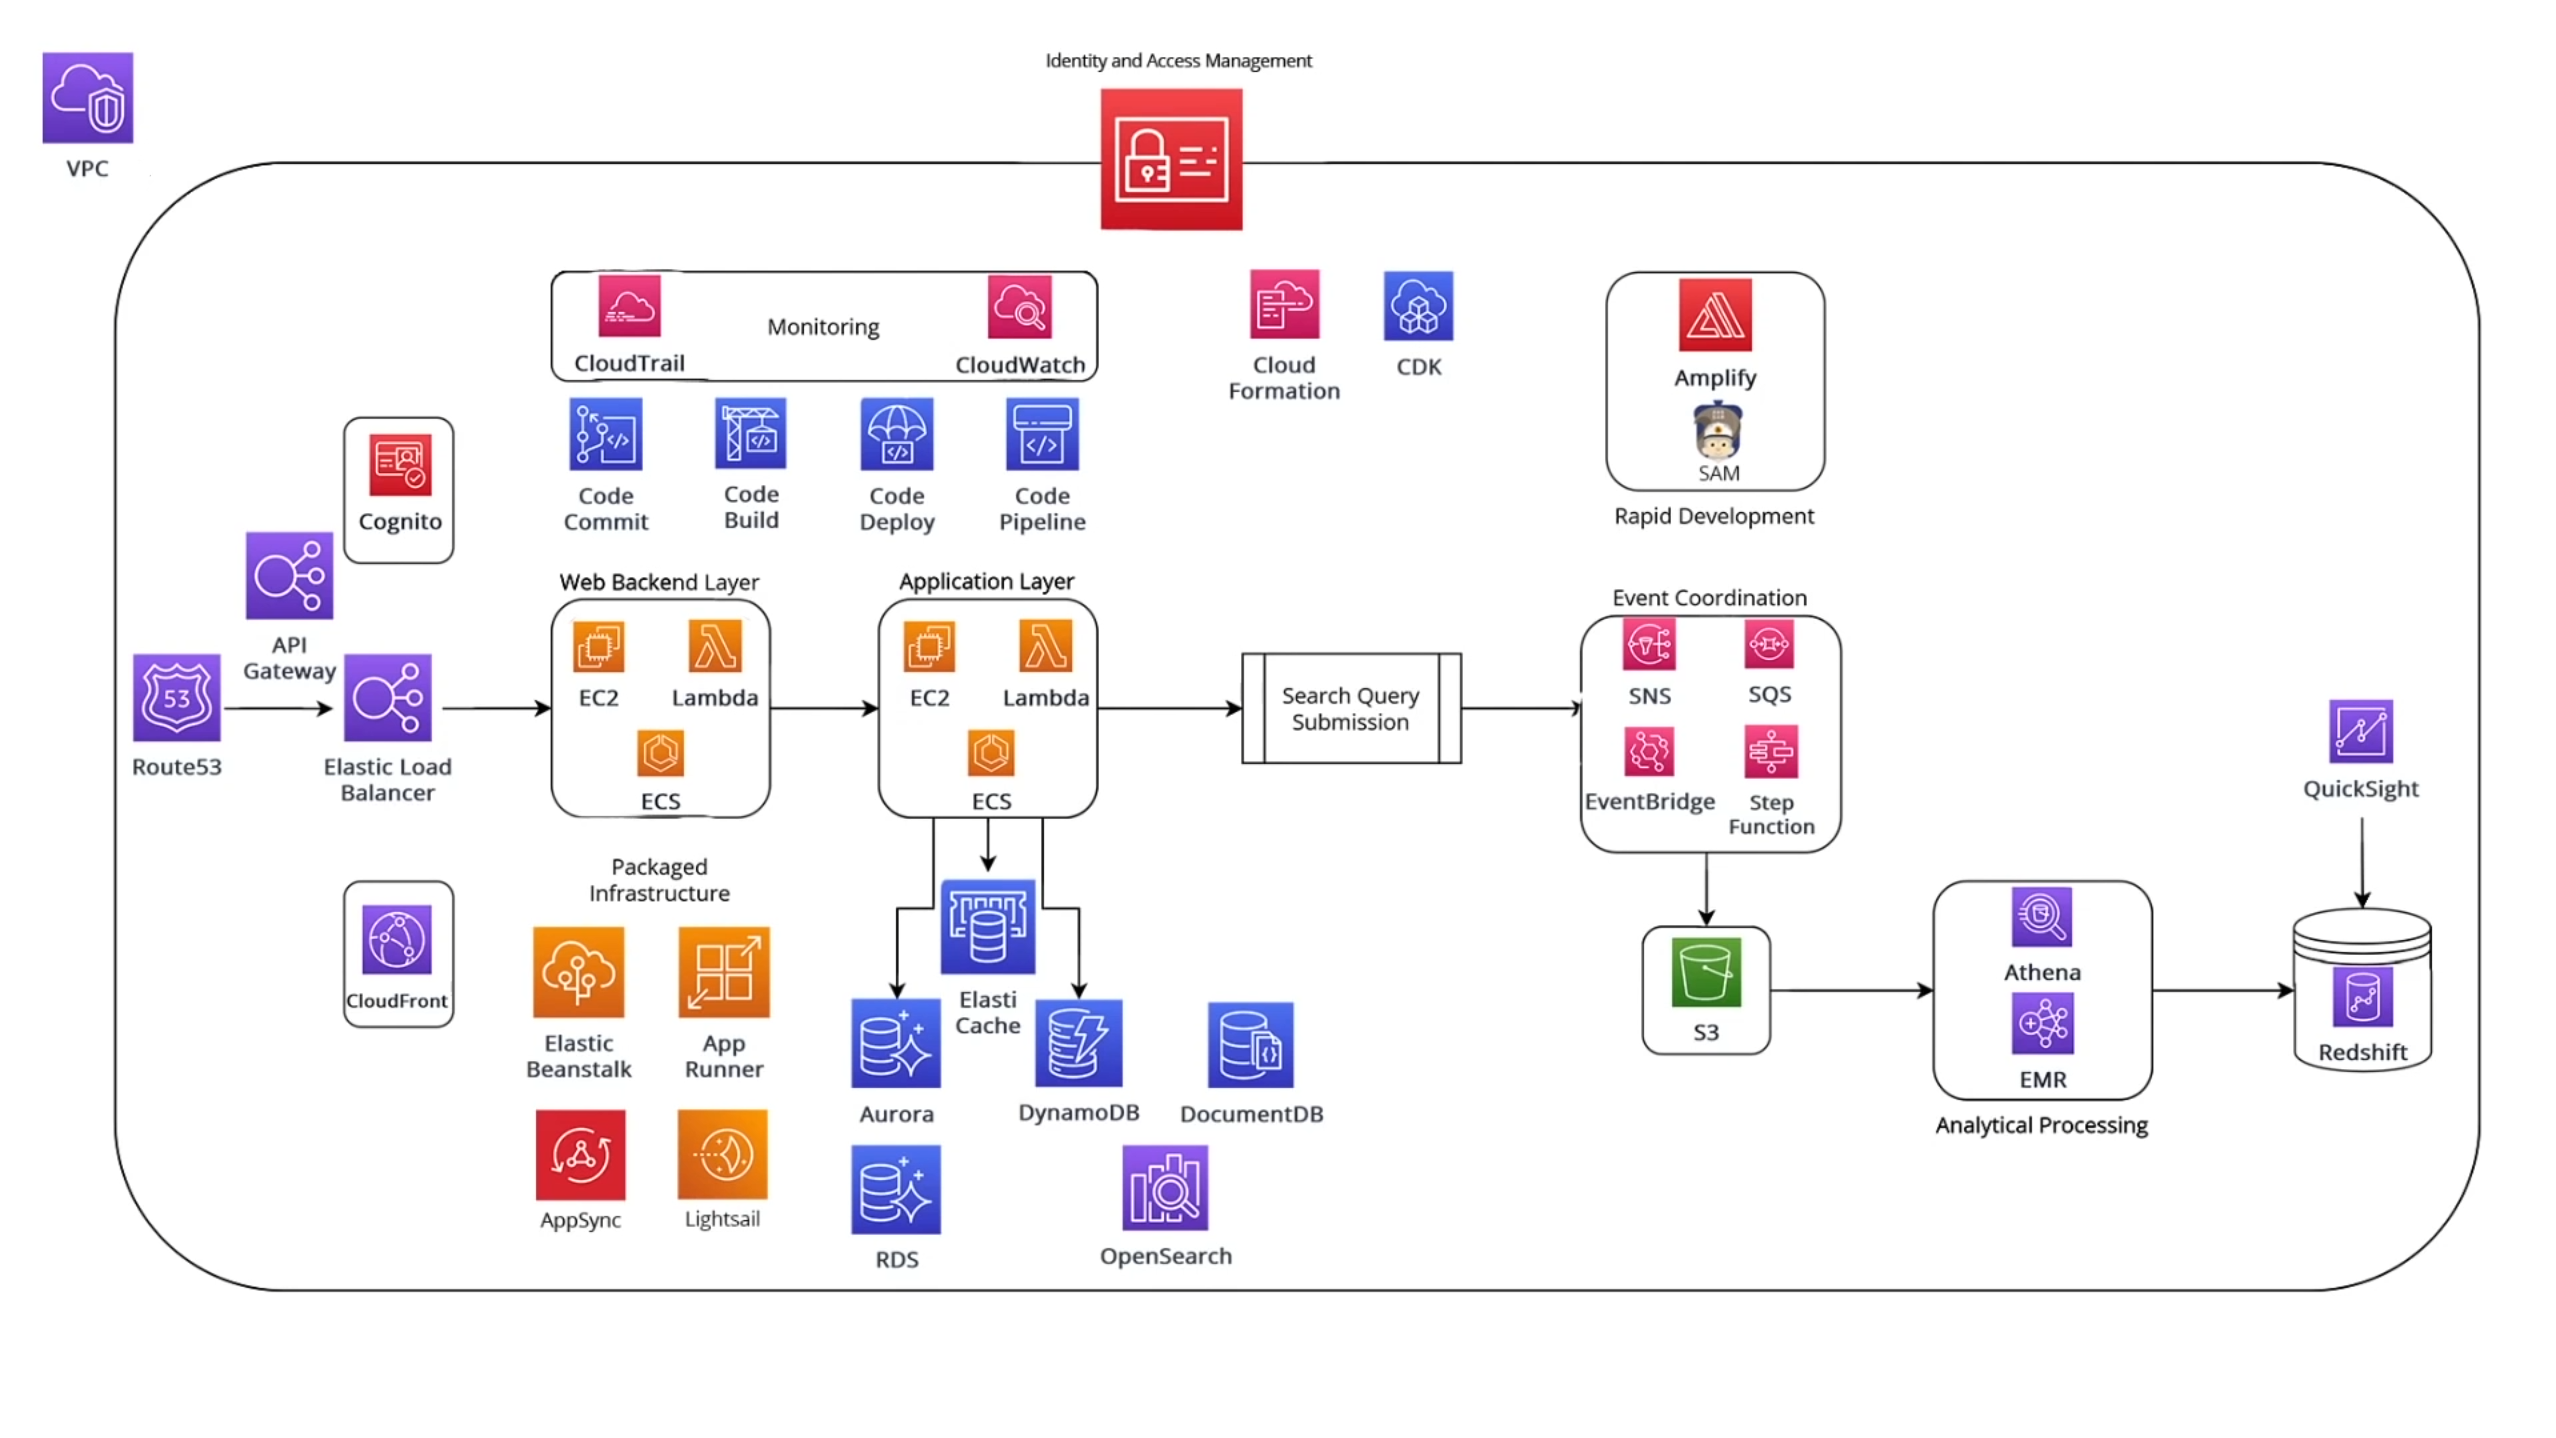 Identity and Access Management
VPC
Monitoring
CloudTrail
CloudWatch
Cloud
Formation
CDK
Amplify
SAM
Rapid Development
Cognito
Code
Commit
Code
Build
Code
Deploy
Code
Pipeline
API
Gateway
53
Route53
Elastic Load
Balancer
Web Backend Layer
EC2
Lambda
ECS
Application Layer
EC2
Lambda
ECS
Search Query
Submission
Event Coordination
SNS
SQS
EventBridge
Step
Function
QuickSight
CloudFront
Packaged
Infrastructure
Elastic
Beanstalk
App
Runner
AppSync
Lightsail
Elasti
Cache
Aurora
DynamoDB
DocumentDB
RDS
OpenSearch
S3
Athena
EMR
Analytical Processing
Redshift